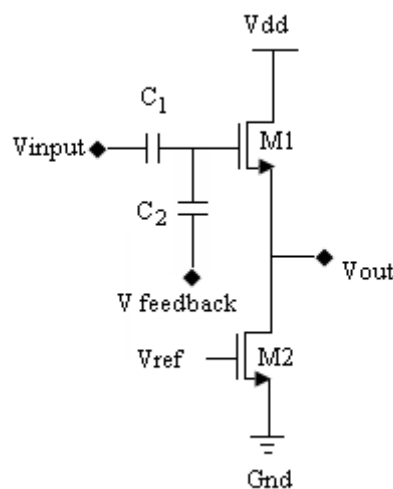 Vdd
C1
M1
Vinput
C2
V feedback
Vout
Vref
M2
Gnd